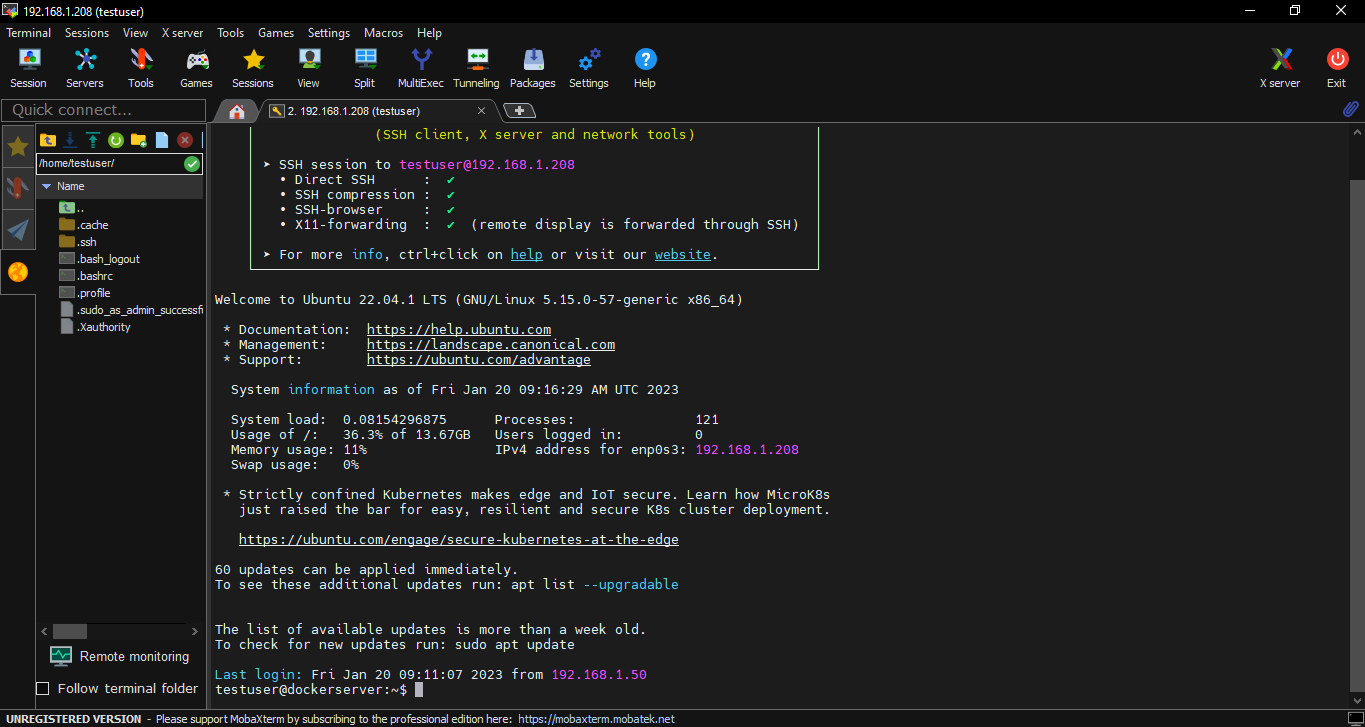 192.168.1.208 (testuser)
Terminal Sessions View X server Tools Games Settings Macros Help
Session Servers Tools Games Sessions View Split MultiExec Tunneling Packages Settings Help X server Exit
Quick connect...
2. 192.168.1.208 (testuser)
/home/testuser/
Name
..
.cache
.ssh
.bash_logout
.bashrc
.profile
.sudo_as_admin_successfu
.Xauthority
Remote monitoring
Follow terminal folder
(SSH client, X server and network tools)
➤ SSH session to testuser@192.168.1.208
• Direct SSH : ✔
• SSH compression : ✔
• SSH-browser : ✔
• X11-forwarding : ✔ (remote display is forwarded through SSH)
➤ For more info, ctrl+click on help or visit our website.
Welcome to Ubuntu 22.04.1 LTS (GNU/Linux 5.15.0-57-generic x86_64)
* Documentation: https://help.ubuntu.com
* Management: https://landscape.canonical.com
* Support: https://ubuntu.com/advantage
System information as of Fri Jan 20 09:16:29 AM UTC 2023
System load: 0.08154296875 Processes: 121
Usage of /: 36.3% of 13.67GB Users logged in: 0
Memory usage: 11% IPv4 address for enp0s3: 192.168.1.208
Swap usage: 0%
* Strictly confined Kubernetes makes edge and IoT secure. Learn how MicroK8s
just raised the bar for easy, resilient and secure K8s cluster deployment.
https://ubuntu.com/engage/secure-kubernetes-at-the-edge
60 updates can be applied immediately.
To see these additional updates run: apt list --upgradable
The list of available updates is more than a week old.
To check for new updates run: sudo apt update
Last login: Fri Jan 20 09:11:07 2023 from 192.168.1.50
testuser@dockerserver:~$
UNREGISTERED VERSION - Please support MobaXterm by subscribing to the professional edition here: https://mobaxterm.mobatek.net